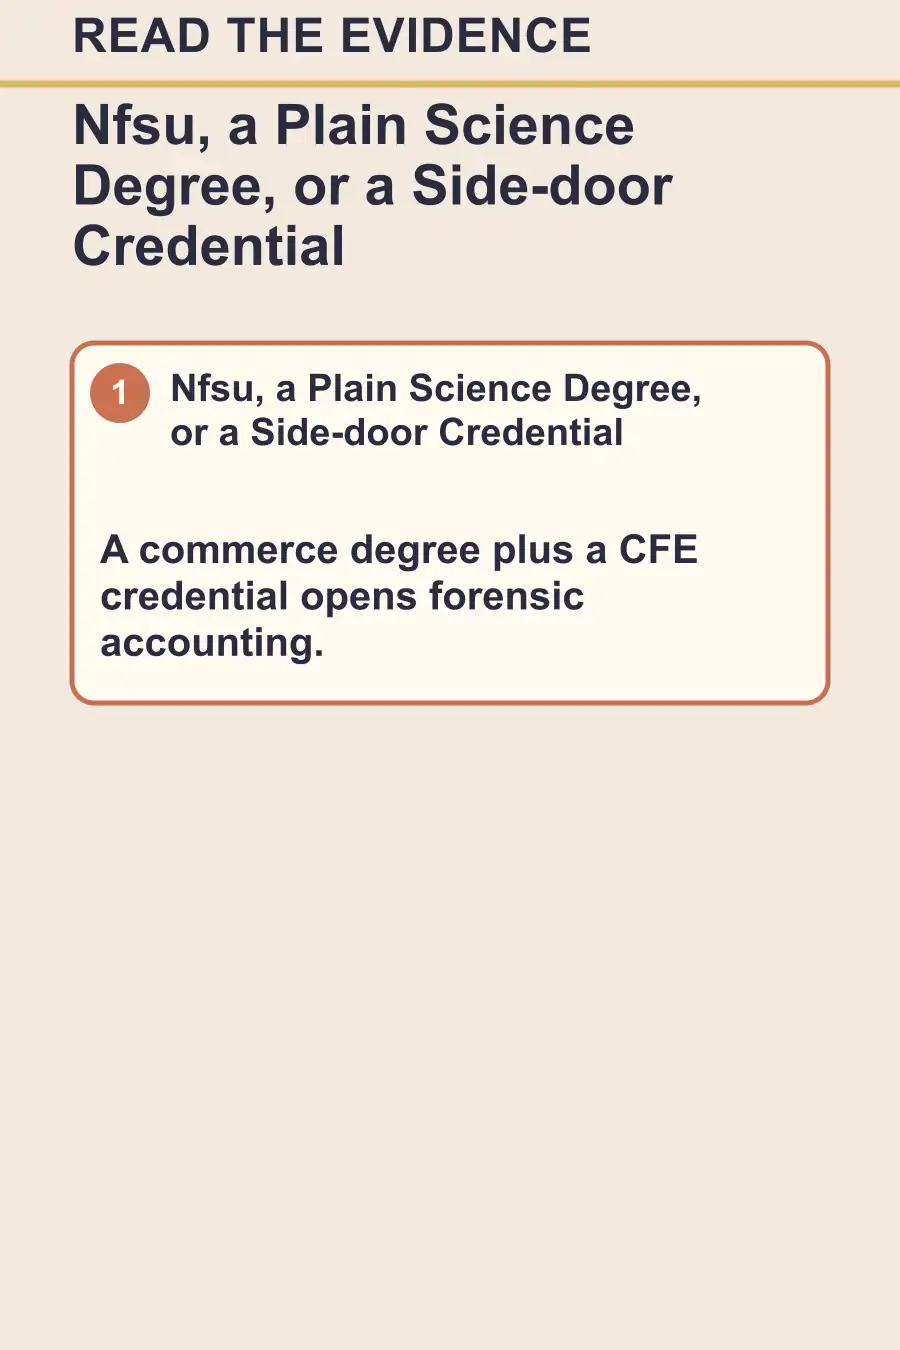 READ THE EVIDENCE
Nfsu, a Plain Science
Degree, or a Side-door
Credential
1
Nfsu, a Plain Science Degree,
or a Side-door Credential
A commerce degree plus a CFE
credential opens forensic
accounting.